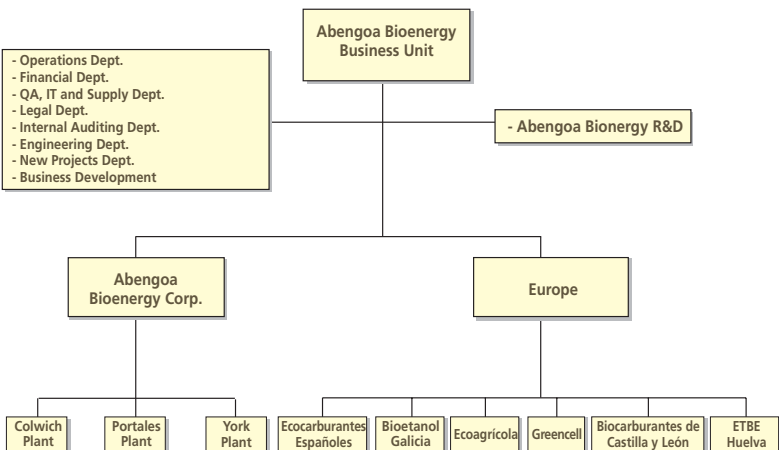 Abengoa Bioenergy
Business Unit
- Operations Dept.
- Financial Dept.
- QA, IT and Supply Dept.
- Legal Dept.
- Internal Auditing Dept.
- Engineering Dept.
- New Projects Dept.
- Business Development
- Abengoa Bionergy R&D
Abengoa
Bioenergy Corp.
Europe
Colwich
Plant
Portales
Plant
York
Plant
Ecocarburantes
Españoles
Bioetanol
Galicia
Ecoagrícola
Greencell
Biocarburantes de
Castilla y León
ETBE
Huelva